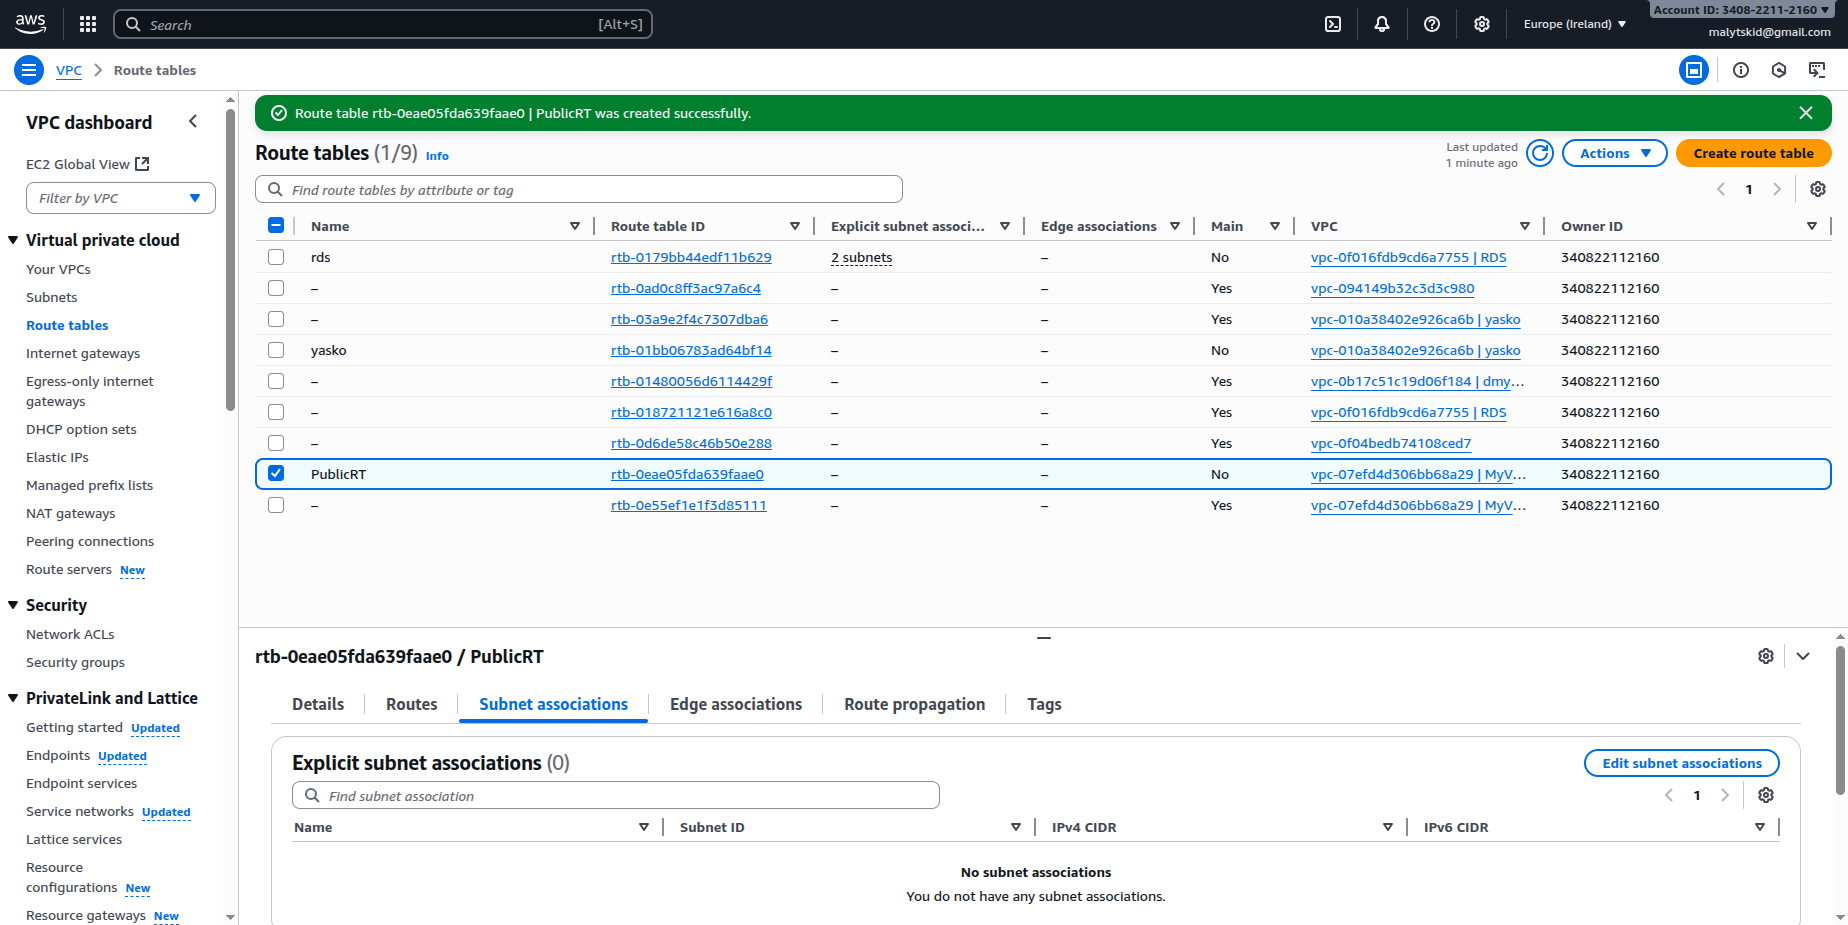 aws
Search [Alt+S]
Europe (Ireland)
Account ID: 3408-2211-2160
malytskid@gmail.com
VPC
Route tables
VPC dashboard
EC2 Global View
Filter by VPC
Virtual private cloud
Your VPCs
Subnets
Route tables
Internet gateways
Egress-only internet
gateways
DHCP option sets
Elastic IPs
Managed prefix lists
NAT gateways
Peering connections
Route servers New
Security
Network ACLs
Security groups
PrivateLink and Lattice
Getting started Updated
Endpoints Updated
Endpoint services
Service networks Updated
Lattice services
Resource
configurations New
Resource gateways New
Route table rtb-0eae05fda639faae0 | PublicRT was created successfully.
Route tables (1/9) Info
Last updated
1 minute ago
Actions
Create route table
Find route tables by attribute or tag
1
Name Route table ID Explicit subnet associ... Edge associations Main VPC Owner ID
rds rtb-0179bb44edf11b629 2 subnets – No vpc-0f016fdb9cd6a7755 | RDS 340822112160
– rtb-0ad0c8ff3ac97a6c4 – – Yes vpc-094149b32c3d3c980 340822112160
– rtb-03a9e2f4c7307dba6 – – Yes vpc-010a38402e926ca6b | yasko 340822112160
yasko rtb-01bb06783ad64bf14 – – No vpc-010a38402e926ca6b | yasko 340822112160
– rtb-01480056d6114429f – – Yes vpc-0b17c51c19d06f184 | dmy... 340822112160
– rtb-018721121e616a8c0 – – Yes vpc-0f016fdb9cd6a7755 | RDS 340822112160
– rtb-0d6de58c46b50e288 – – Yes vpc-0f04bedb74108ced7 340822112160
PublicRT rtb-0eae05fda639faae0 – – No vpc-07efd4d306bb68a29 | MyV... 340822112160
– rtb-0e55ef1e1f3d85111 – – Yes vpc-07efd4d306bb68a29 | MyV... 340822112160
rtb-0eae05fda639faae0 / PublicRT
Details Routes Subnet associations Edge associations Route propagation Tags
Explicit subnet associations (0)
Edit subnet associations
Find subnet association
1
Name Subnet ID IPv4 CIDR IPv6 CIDR
No subnet associations
You do not have any subnet associations.